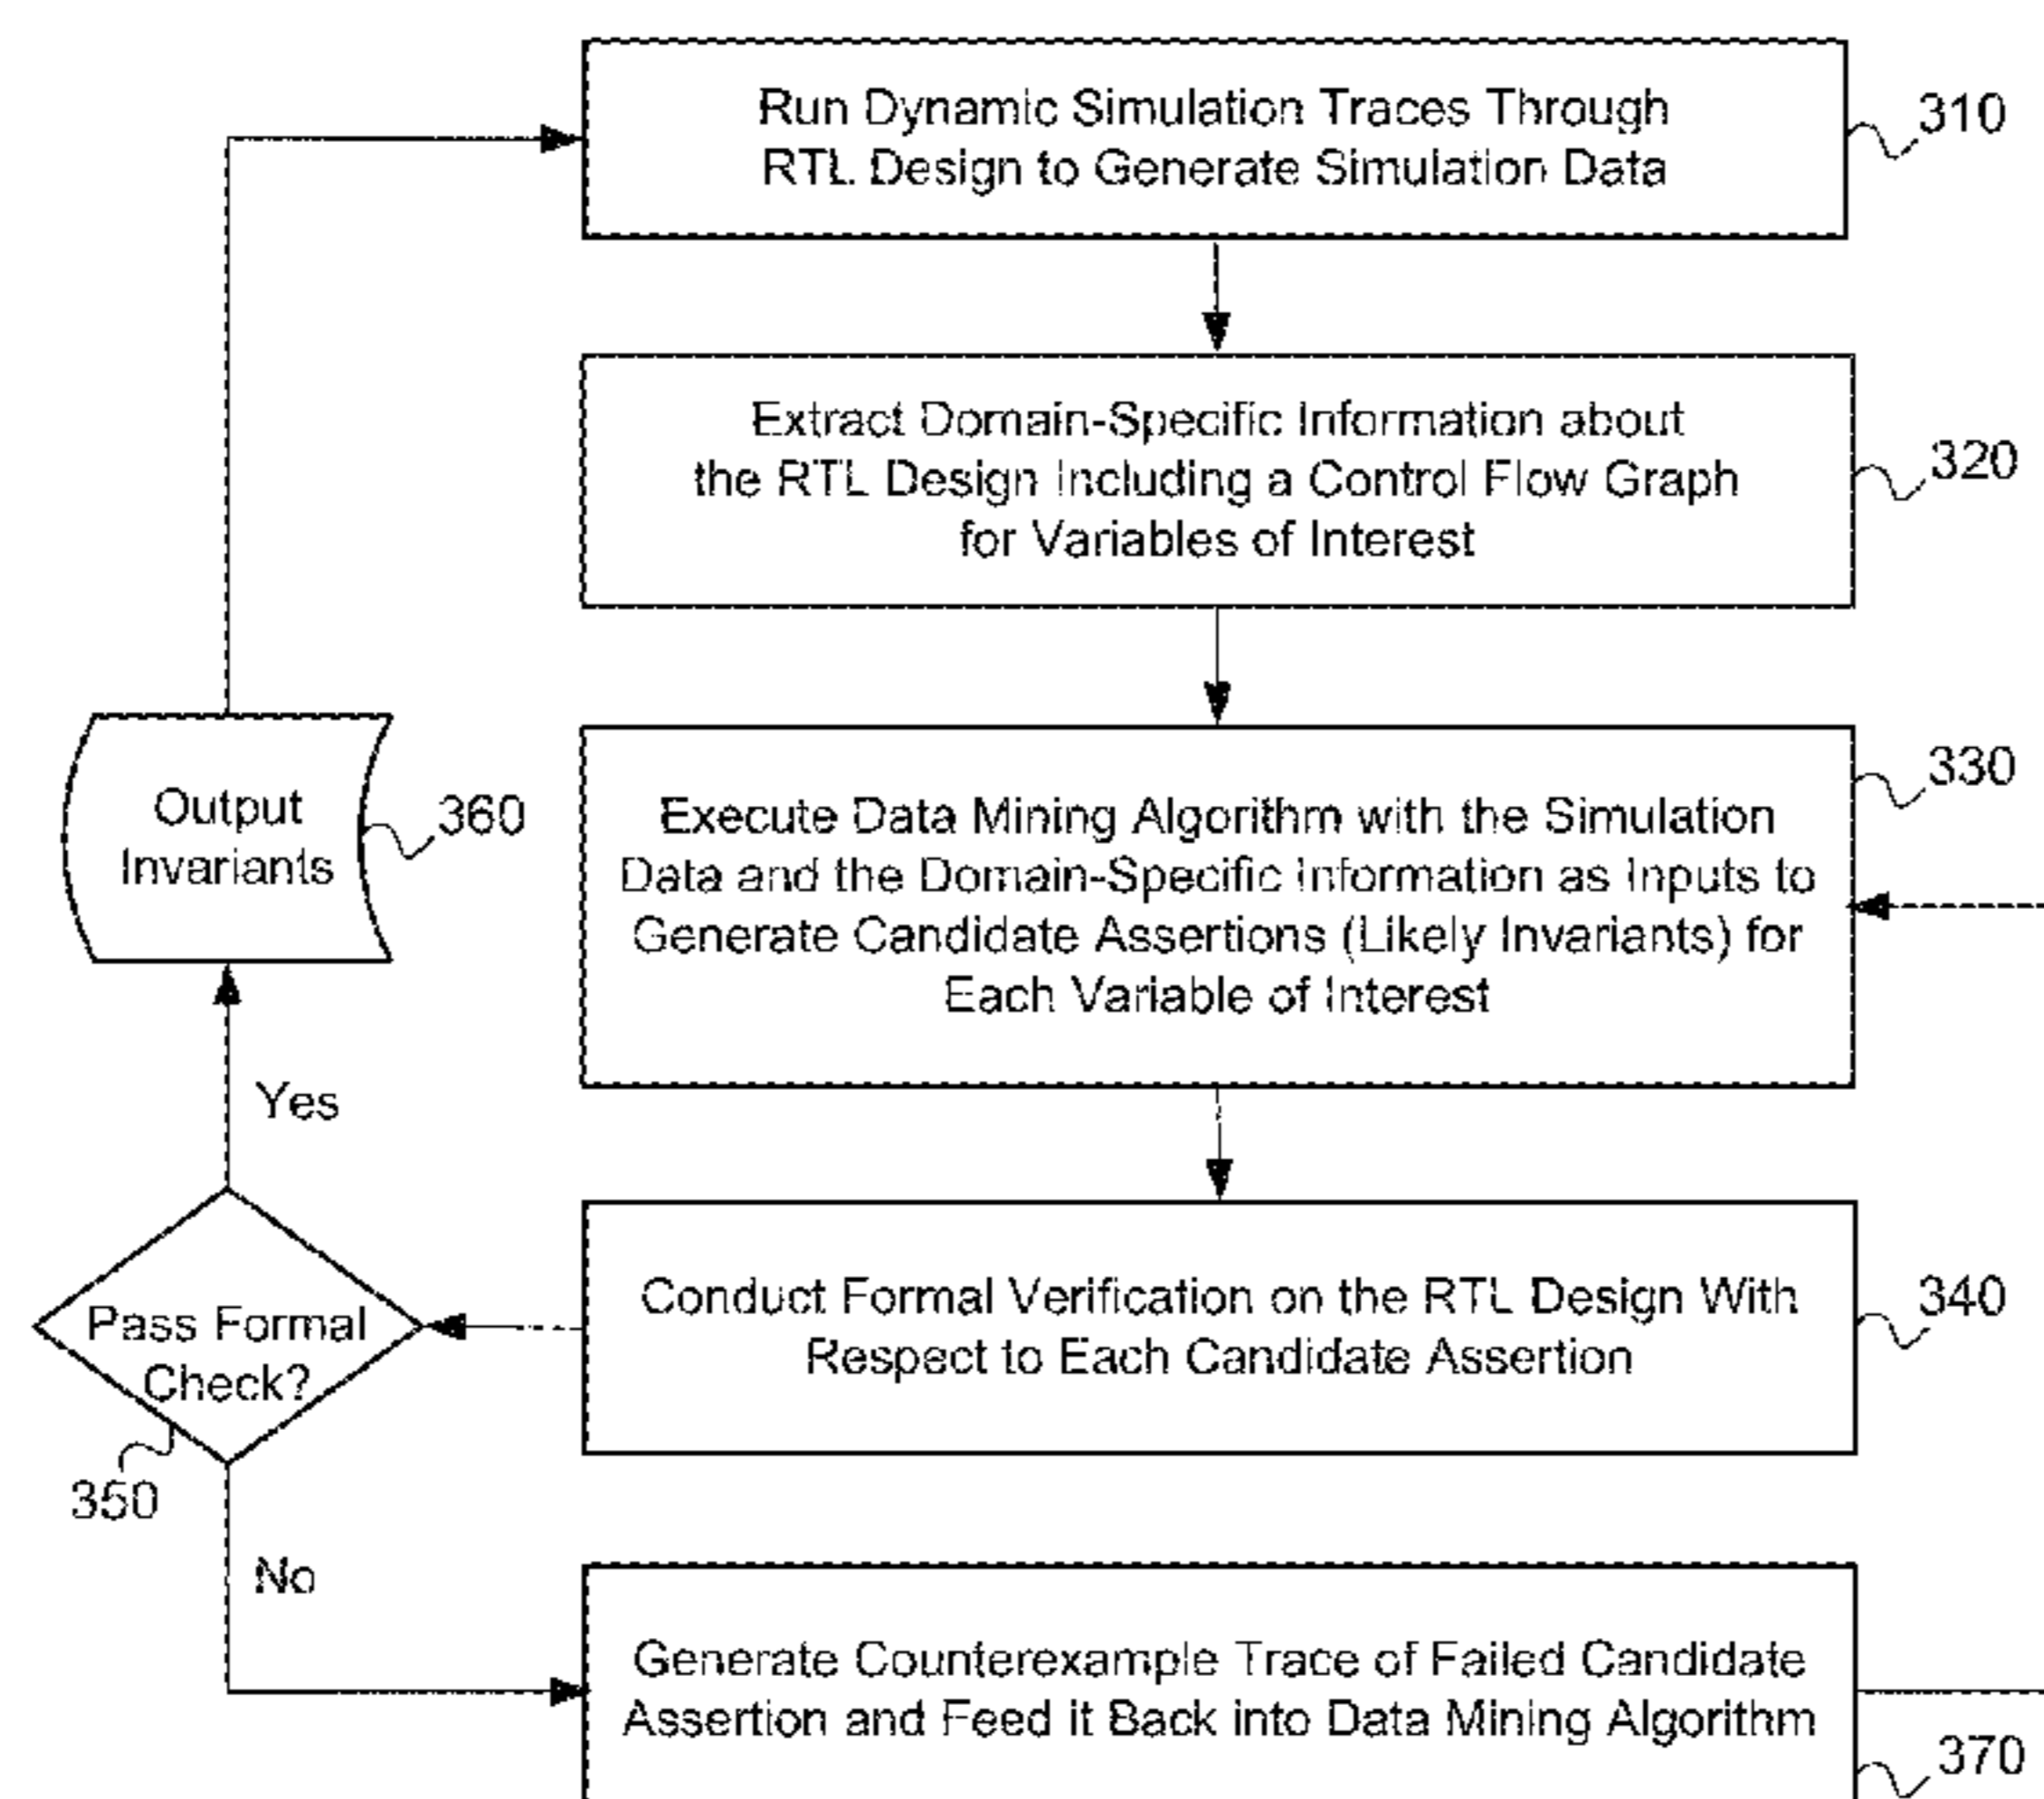 Run Dynamic Simulation Traces Through
RTL Design to Generate Simulation Data
310
Extract Domain-Specific Information about
the RTL Design Including a Control Flow Graph
for Variables of Interest
320
Execute Data Mining Algorithm with the Simulation
Data and the Domain-Specific Information as Inputs to
Generate Candidate Assertions (Likely Invariants) for
Each Variable of Interest
330
Output
Invariants
360
Yes
Pass Formal
Check?
350
Conduct Formal Verification on the RTL Design With
Respect to Each Candidate Assertion
340
No
Generate Counterexample Trace of Failed Candidate
Assertion and Feed it Back into Data Mining Algorithm
370